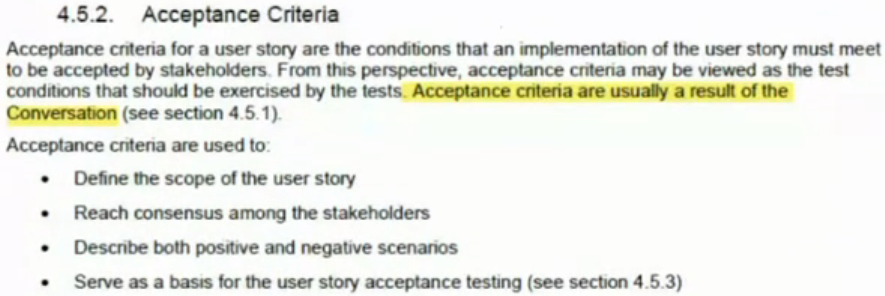 4.5.2. Acceptance Criteria
Acceptance criteria for a user story are the conditions that an implementation of the user story must meet
to be accepted by stakeholders. From this perspective, acceptance criteria may be viewed as the test
conditions that should be exercised by the tests. Acceptance criteria are usually a result of the
Conversation (see section 4.5.1).
Acceptance criteria are used to:
• Define the scope of the user story
• Reach consensus among the stakeholders
• Describe both positive and negative scenarios
• Serve as a basis for the user story acceptance testing (see section 4.5.3)